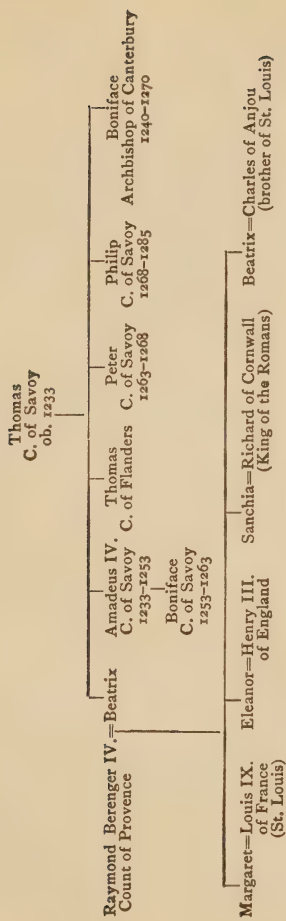 Thomas
C. of Savoy
ob. 1233
Raymond Berenger IV.=Beatrix
Count of Provence
Amadeus IV.
C. of Savoy
1233-1253
Thomas
C. of Flanders
Peter
C. of Savoy
1263-1268
Philip
C. of Savoy
1268-1285
Boniface
Archbishop of Canterbury
1240-1270
Boniface
C. of Savoy
1253-1263
Margaret=Louis IX.
of France
(St. Louis)
Eleanor=Henry III.
of England
Sanchia=Richard of Cornwall
(King of the Romans)
Beatrix=Charles of Anjou
(brother of St. Louis)